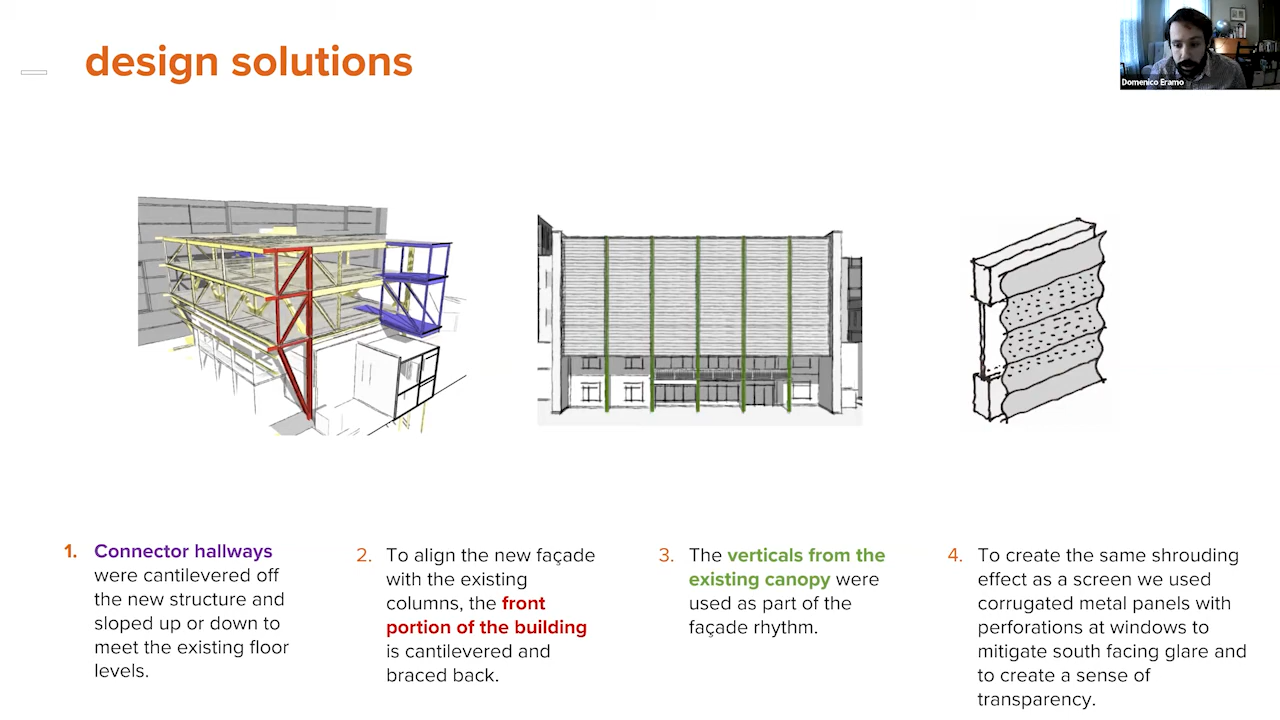 design solutions
Domenico Eramo
1. Connector hallways
were cantilevered off
the new structure and
sloped up or down to
meet the existing floor
levels.
2. To align the new façade
with the existing
columns, the front
portion of the building
is cantilevered and
braced back.
3. The verticals from the
existing canopy were
used as part of the
façade rhythm.
4. To create the same shrouding
effect as a screen we used
corrugated metal panels with
perforations at windows to
mitigate south facing glare and
to create a sense of
transparency.